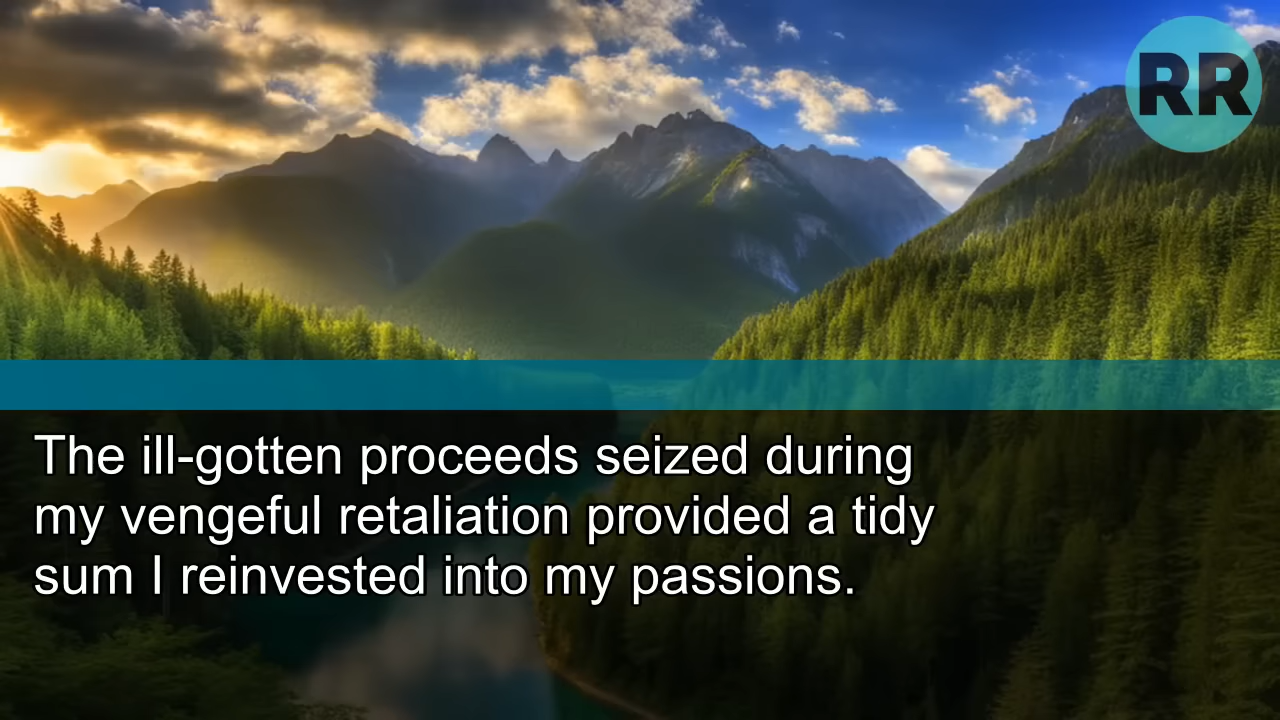 RR
The ill-gotten proceeds seized during
my vengeful retaliation provided a tidy
sum I reinvested into my passions.